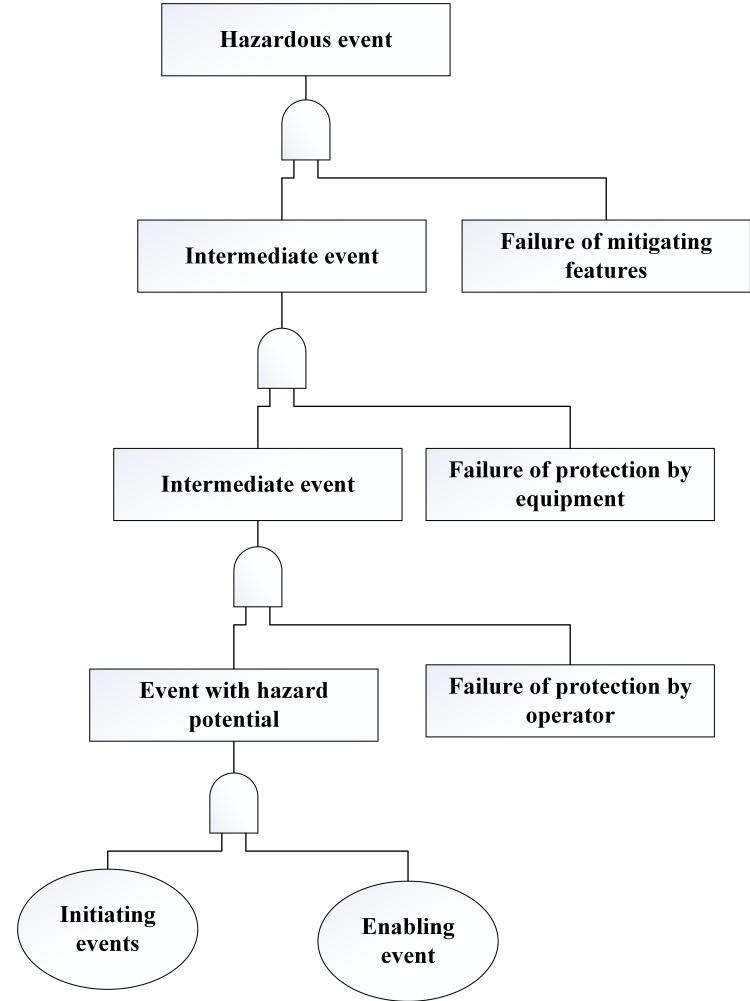 Hazardous event
Intermediate event
Failure of mitigating
features
Intermediate event
Failure of protection by
equipment
Event with hazard
potential
Failure of protection by
operator
Initiating
events
Enabling
event